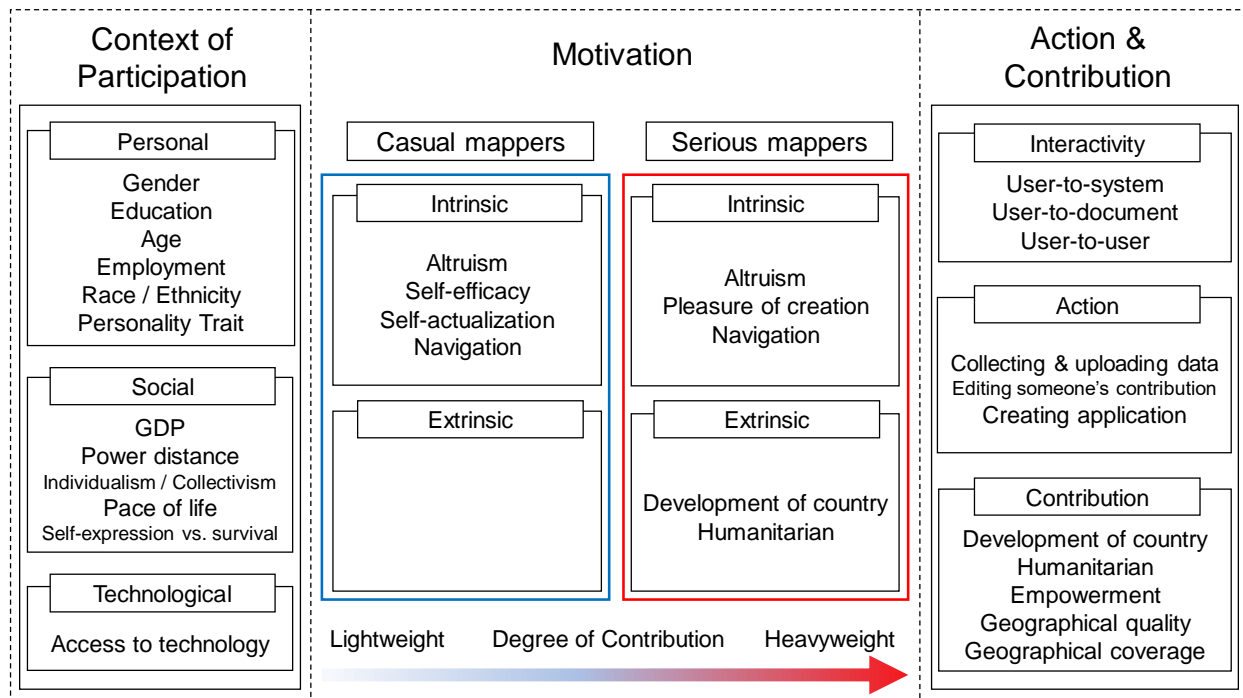 Context of
Participation
Personal
Gender
Education
Age
Employment
Race / Ethnicity
Personality Trait
Social
GDP
Power distance
Individualism / Collectivism
Pace of life
Self-expression vs. survival
Technological
Access to technology
Motivation
Casual mappers
Intrinsic
Altruism
Self-efficacy
Self-actualization
Navigation
Extrinsic
Serious mappers
Intrinsic
Altruism
Pleasure of creation
Navigation
Extrinsic
Development of country
Humanitarian
Lightweight Degree of Contribution Heavyweight
Action &
Contribution
Interactivity
User-to-system
User-to-document
User-to-user
Action
Collecting & uploading data
Editing someone's contribution
Creating application
Contribution
Development of country
Humanitarian
Empowerment
Geographical quality
Geographical coverage